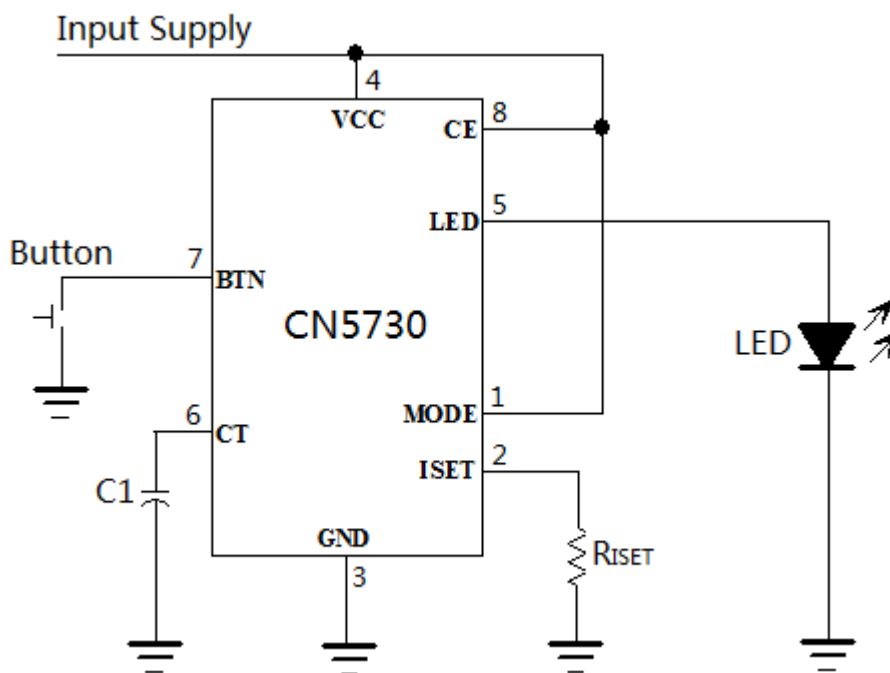 Input Supply
4
VCC
8
CE
5
LED
Button
7
BTN
CN5730
LED
1
MODE
6
CT
2
ISET
C1
GND
3
RISET